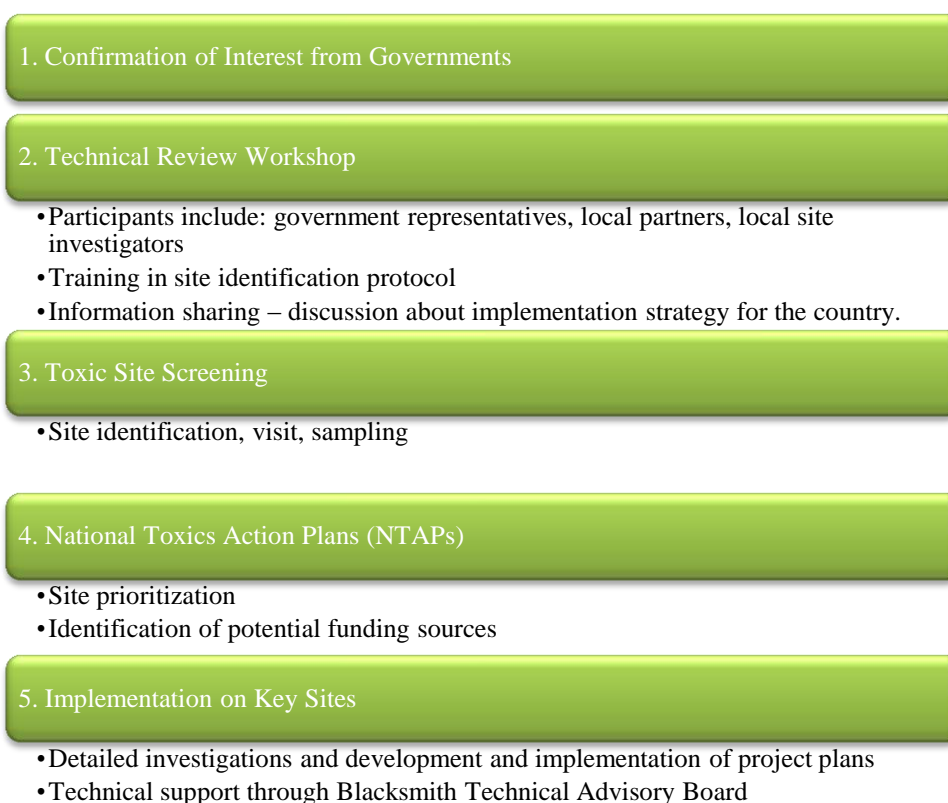 1. Confirmation of Interest from Governments
2. Technical Review Workshop
•Participants include: government representatives, local partners, local site
investigators
•Training in site identification protocol
•Information sharing – discussion about implementation strategy for the country.
3. Toxic Site Screening
•Site identification, visit, sampling
4. National Toxics Action Plans (NTAPs)
•Site prioritization
•Identification of potential funding sources
5. Implementation on Key Sites
•Detailed investigations and development and implementation of project plans
•Technical support through Blacksmith Technical Advisory Board